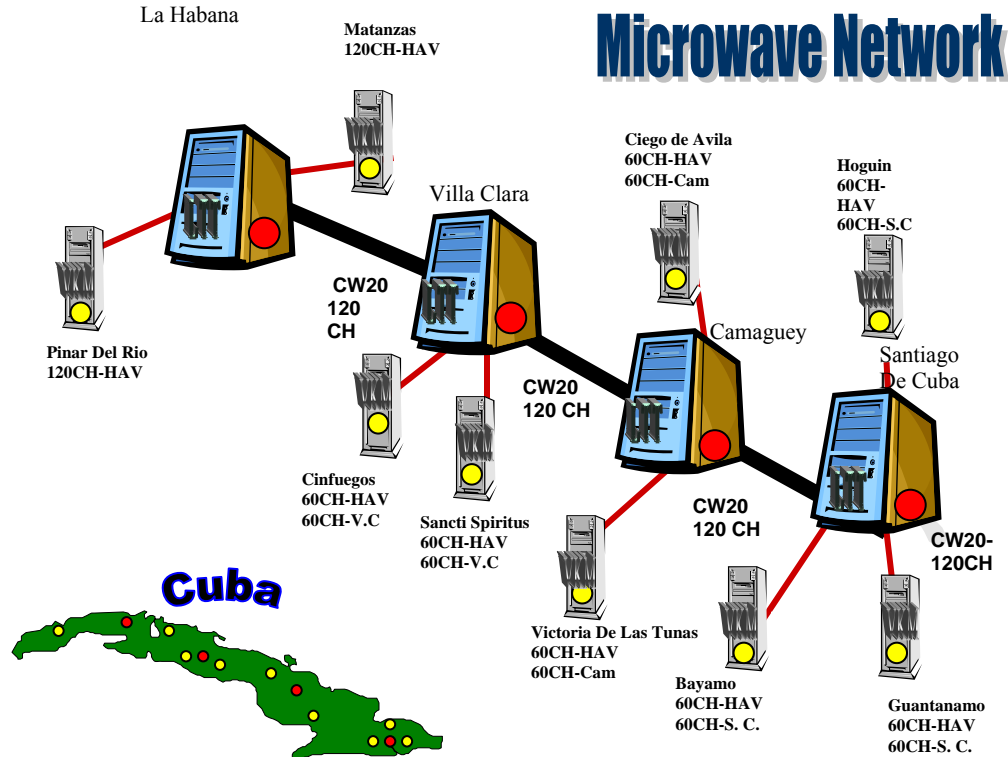 La Habana
Microwave Network
Matanzas
120CH-HAV
Ciego de Avila
60CH-HAV
60CH-Cam
Hoguin
60CH-
HAV
60CH-S.C
Villa Clara
CW20
120
CH
Pinar Del Rio
120CH-HAV
Camaguey
Santiago
De Cuba
CW20
120 CH
Cinfuegos
60CH-HAV
60CH-V.C
Sancti Spiritus
60CH-HAV
60CH-V.C
CW20
120 CH
CW20-
120CH
Victoria De Las Tunas
60CH-HAV
60CH-Cam
Bayamo
60CH-HAV
60CH-S. C.
Guantanamo
60CH-HAV
60CH-S. C.
Cuba